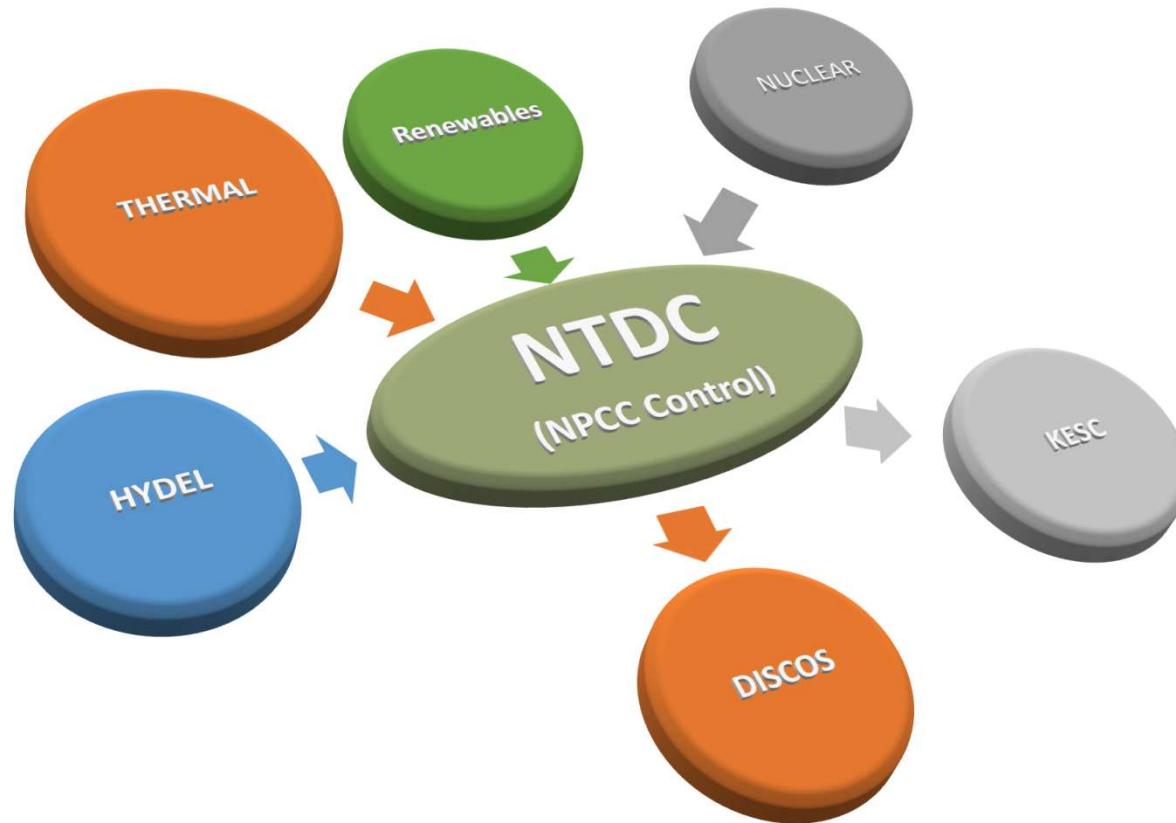 NUCLEAR
Renewables
THERMAL
NTDC
(NPCC Control)
KESC
HYDEL
DISCOS